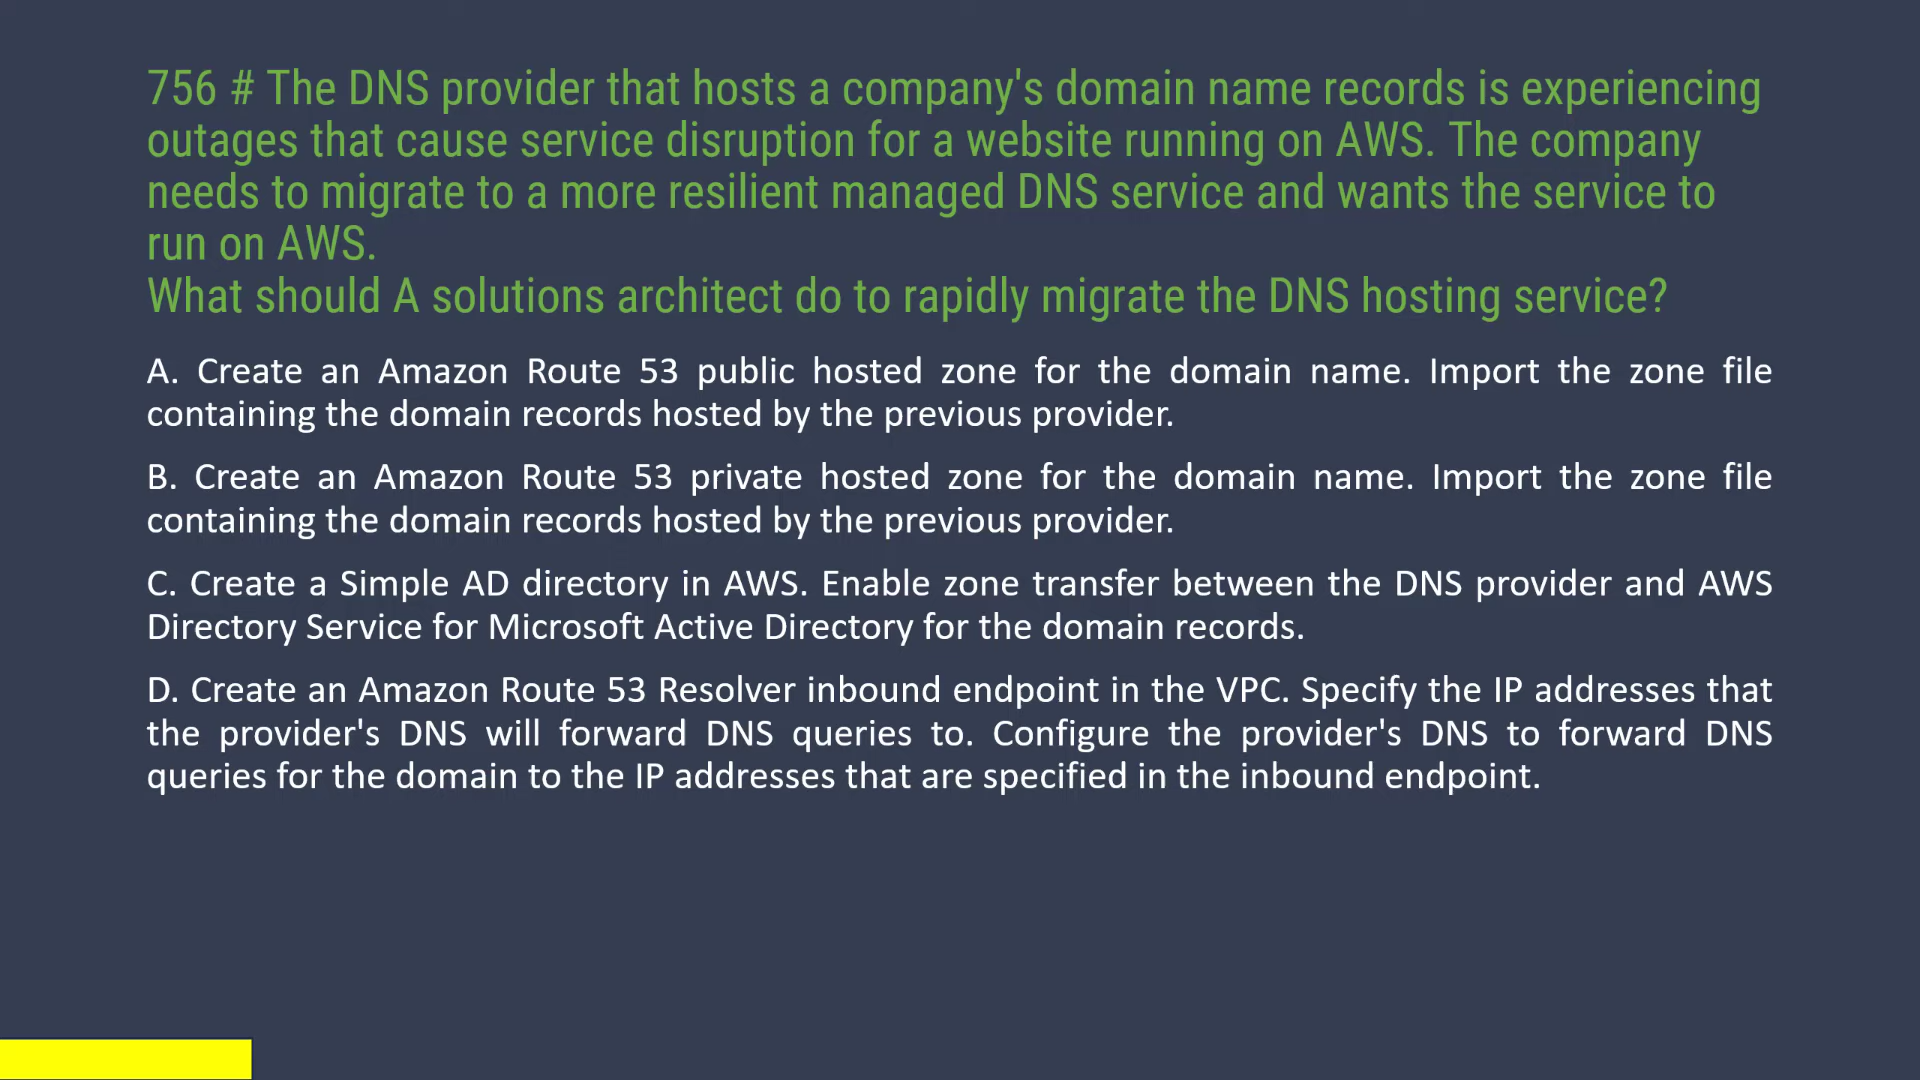 756 # The DNS provider that hosts a company's domain name records is experiencing
outages that cause service disruption for a website running on AWS. The company
needs to migrate to a more resilient managed DNS service and wants the service to
run on AWS.
What should A solutions architect do to rapidly migrate the DNS hosting service?
A. Create an Amazon Route 53 public hosted zone for the domain name. Import the zone file
containing the domain records hosted by the previous provider.
B. Create an Amazon Route 53 private hosted zone for the domain name. Import the zone file
containing the domain records hosted by the previous provider.
C. Create a Simple AD directory in AWS. Enable zone transfer between the DNS provider and AWS
Directory Service for Microsoft Active Directory for the domain records.
D. Create an Amazon Route 53 Resolver inbound endpoint in the VPC. Specify the IP addresses that
the provider's DNS will forward DNS queries to. Configure the provider's DNS to forward DNS
queries for the domain to the IP addresses that are specified in the inbound endpoint.